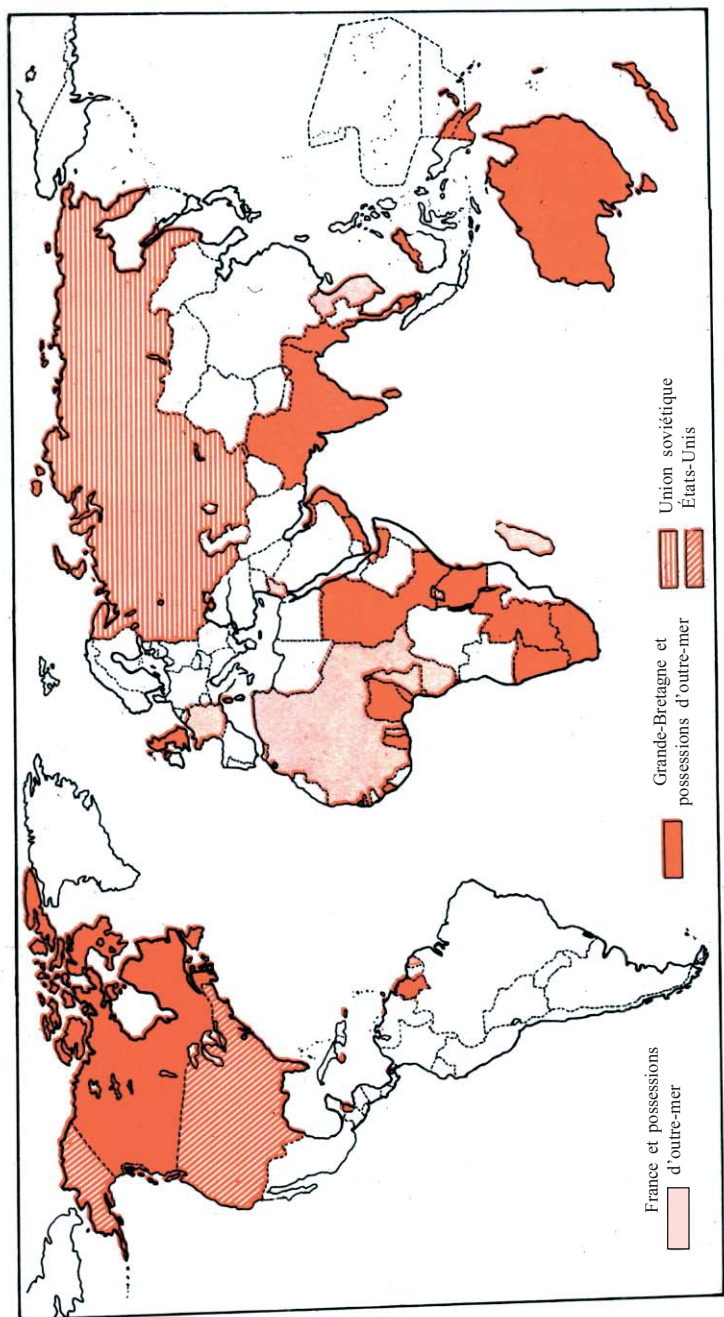 France et possessions
d'outre-mer
Grande-Bretagne et
possessions d'outre-mer
Union soviétique
États-Unis